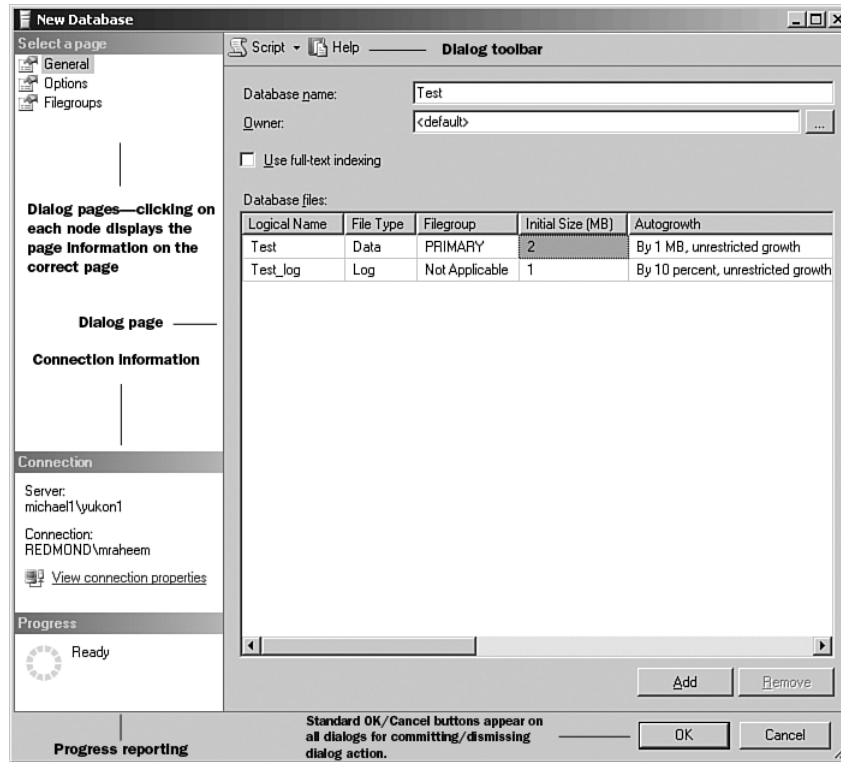 New Database
Select a page
General
Options
Filegroups
Dialog pages—clicking on
each node displays the
page information on the
correct page
Dialog page
Connection information
Connection
Server:
michael1\yukon1
Connection:
REDMOND\mraheem
View connection properties
Progress
Ready
Progress reporting
Script Help Dialog toolbar
Database name: Test
Owner: <default> ...
Use full-text indexing
Database files:
Logical Name File Type Filegroup Initial Size (MB) Autogrowth
Test Data PRIMARY 2 By 1 MB, unrestricted growth
Test_log Log Not Applicable 1 By 10 percent, unrestricted growth
Add Remove
Standard OK/Cancel buttons appear on
all dialogs for committing/dismissing
dialog action.
OK Cancel